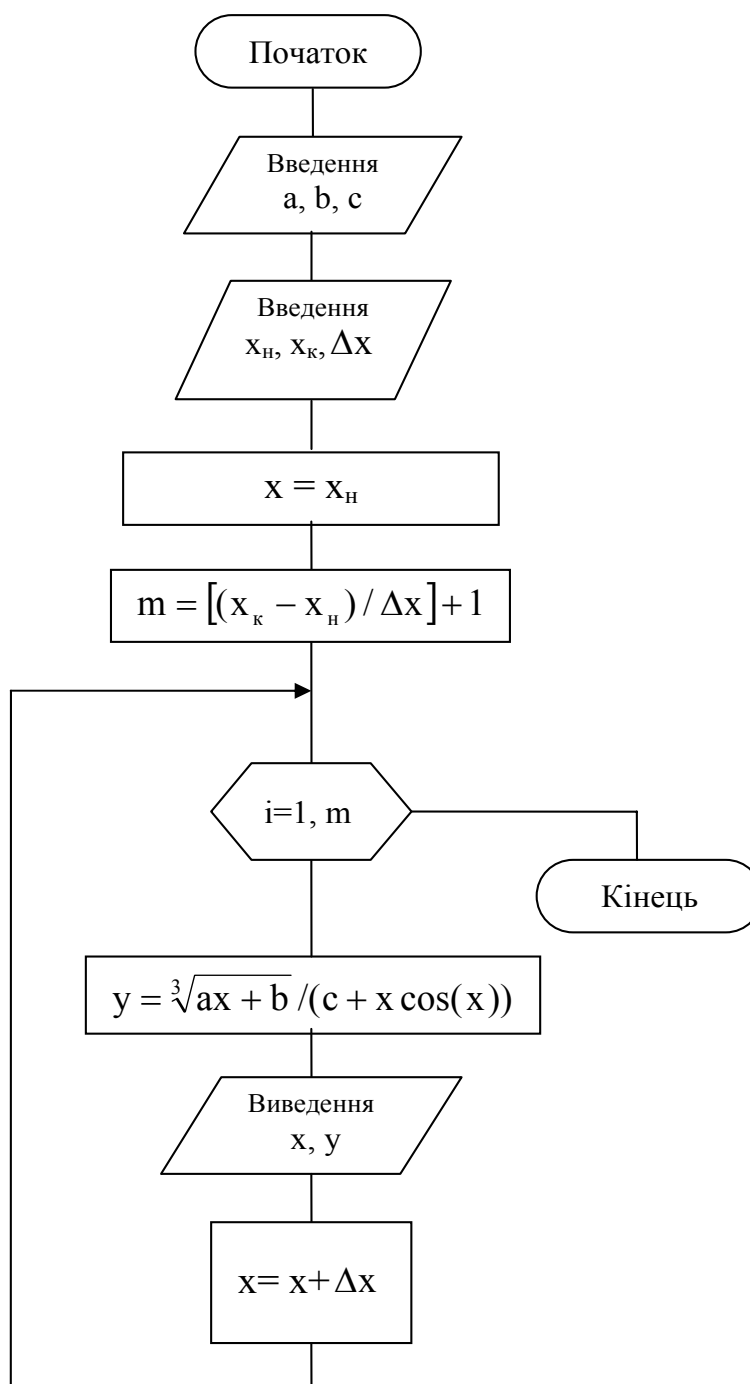 Початок
Введення
a, b, c
Введення
xн, xк, Δx
x = xн
m = [(xк − xн) / Δx] + 1
i=1, m
Кінець
y = ∛(ax + b) /(c + x cos(x))
Виведення
x, y
x= x+ Δx